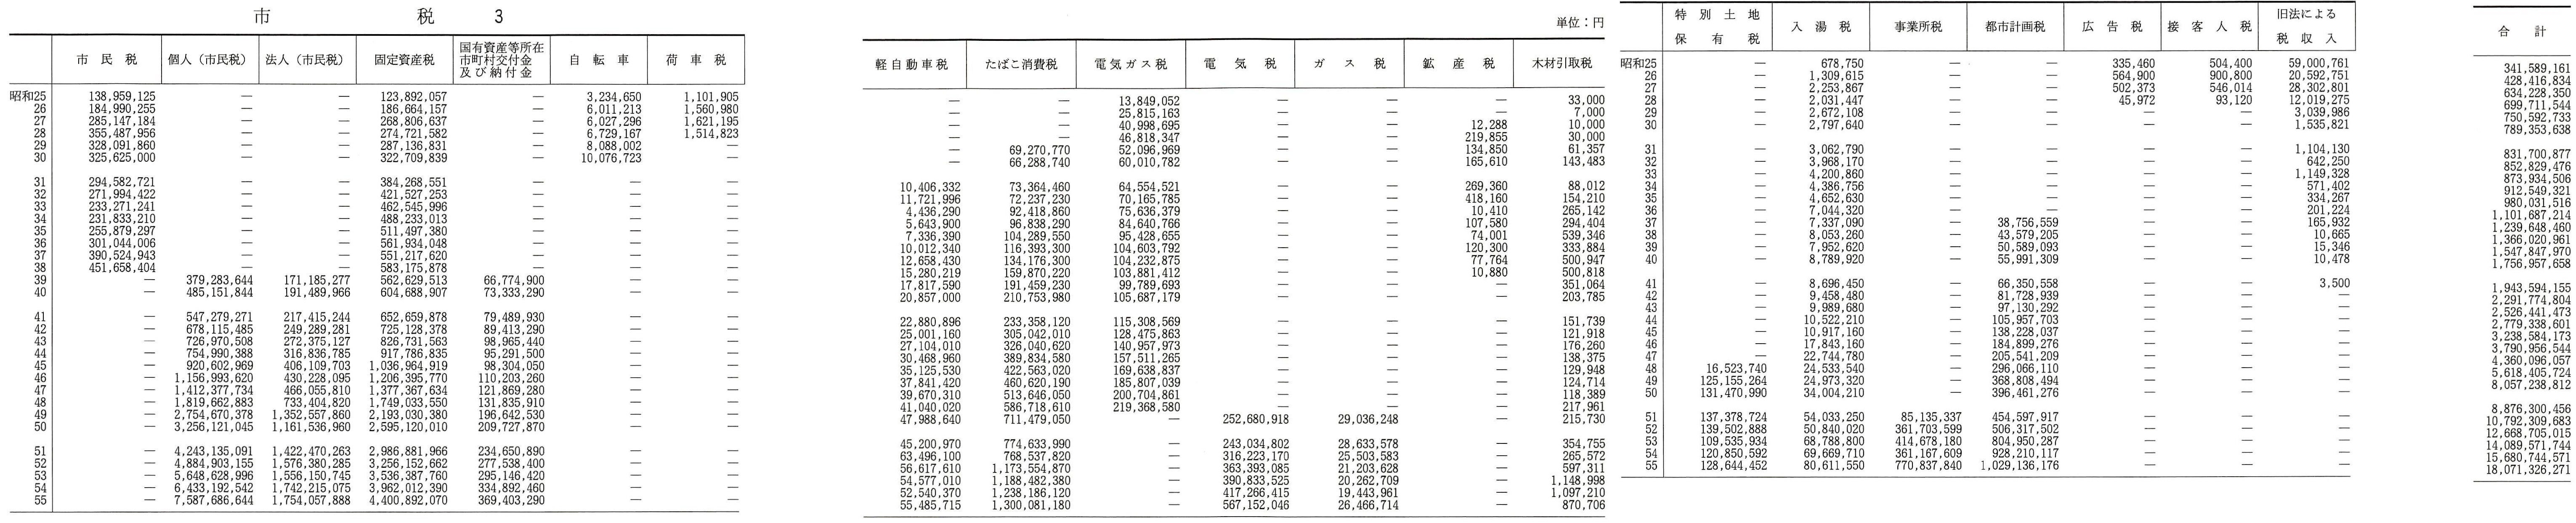 市 税 3
市民税 個人(市民税) 法人(市民税) 固定資産税 国有資産等所在市町村交付金及び納付金 自転車 荷車税
昭和25 138,959,125 — — 123,892,057 — 3,234,650 1,101,905
26 184,990,255 — — 186,664,157 — 6,011,213 1,560,980
27 285,147,184 — — 268,806,637 — 6,027,296 1,621,195
28 355,487,956 — — 274,721,582 — 6,729,167 1,514,823
29 328,091,860 — — 287,136,831 — 8,088,002 —
30 325,625,000 — — 322,709,839 — 10,076,723 —
31 294,582,721 — — 384,268,551 — — —
32 271,994,422 — — 421,527,253 — — —
33 233,271,241 — — 462,545,996 — — —
34 231,833,210 — — 488,233,013 — — —
35 255,879,297 — — 511,497,380 — — —
36 301,044,006 — — 561,934,048 — — —
37 390,524,943 — — 551,217,620 — — —
38 451,658,404 — — 583,175,878 — — —
39 — 379,283,644 171,185,277 562,629,513 66,774,900 — —
40 — 485,151,844 191,489,966 604,688,907 73,333,290 — —
41 — 547,279,271 217,415,244 652,659,878 79,489,930 — —
42 — 678,115,485 249,289,281 725,128,378 89,413,290 — —
43 — 726,970,508 272,375,127 826,731,563 98,965,440 — —
44 — 754,990,388 316,836,785 917,786,835 95,291,500 — —
45 — 920,602,969 406,109,703 1,036,964,919 98,304,050 — —
46 — 1,156,993,620 430,228,095 1,206,395,770 110,203,260 — —
47 — 1,412,377,734 466,055,810 1,377,367,634 121,869,280 — —
48 — 1,819,662,883 733,404,820 1,749,033,550 131,835,910 — —
49 — 2,754,670,378 1,352,557,860 2,193,030,380 196,642,530 — —
50 — 3,256,121,045 1,161,536,960 2,595,120,010 209,727,870 — —
51 — 4,243,135,091 1,422,470,263 2,986,881,966 234,650,890 — —
52 — 4,884,903,155 1,576,380,285 3,256,152,662 277,538,400 — —
53 — 5,648,628,996 1,556,150,745 3,536,387,760 295,146,420 — —
54 — 6,433,192,542 1,742,215,075 3,962,012,390 334,892,460 — —
55 — 7,587,686,644 1,754,057,888 4,400,892,070 369,403,290 — —
単位:円
軽自動車税 たばこ消費税 電気ガス税 電気税 ガス税 鉱産税 木材引取税
— — 13,849,052 — — — 33,000
— — 25,815,163 — — — 7,000
— — 40,998,695 — — 12,288 10,000
— — 46,818,347 — — 219,855 30,000
— 69,270,770 52,096,969 — — 134,850 61,357
— 66,288,740 60,010,782 — — 165,610 143,483
10,406,332 73,364,460 64,554,521 — — 269,360 88,012
11,721,996 72,237,230 70,165,785 — — 418,160 154,210
4,436,290 92,418,860 75,636,379 — — 10,410 265,142
5,643,900 96,838,290 84,640,766 — — 107,580 294,404
7,336,390 104,289,550 95,428,655 — — 74,001 539,346
10,012,340 116,393,300 104,603,792 — — 120,300 333,884
12,658,430 134,176,300 104,232,875 — — 77,764 500,947
15,280,219 159,870,220 103,881,412 — — 10,880 500,818
17,817,590 191,459,230 99,789,693 — — — 351,064
20,857,000 210,753,980 105,687,179 — — — 203,785
22,880,896 233,358,120 115,308,569 — — — 151,739
25,001,160 305,042,010 128,475,863 — — — 121,918
27,104,010 326,040,620 140,957,973 — — — 176,260
30,468,960 389,834,580 157,511,265 — — — 138,375
35,125,530 422,563,020 169,638,837 — — — 129,948
37,841,420 460,620,190 185,807,039 — — — 124,714
39,670,310 513,646,050 200,704,861 — — — 118,389
41,040,020 586,718,610 219,368,580 — — — 217,961
47,988,640 711,479,050 — 252,680,918 29,036,248 — 215,730
45,200,970 774,633,990 — 243,034,802 28,633,578 — 354,755
63,496,100 768,537,820 — 316,223,170 25,503,583 — 265,572
56,617,610 1,173,554,870 — 363,393,085 21,203,628 — 597,311
54,577,010 1,188,482,380 — 390,833,525 20,262,709 — 1,148,998
52,540,370 1,238,186,120 — 417,266,415 19,443,961 — 1,097,210
55,485,715 1,300,081,180 — 567,152,046 26,466,714 — 870,706
特別土地保有税 入湯税 事業所税 都市計画税 広告税 接客人税 旧法による税収入
昭和25 — 678,750 — — 335,460 504,400 59,000,761
26 — 1,309,615 — — 564,900 900,800 20,592,751
27 — 2,253,867 — — 502,373 546,014 28,302,801
28 — 2,031,447 — — 45,972 93,120 12,019,275
29 — 2,672,108 — — — — 3,039,986
30 — 2,797,640 — — — — 1,535,821
31 — 3,062,790 — — — — 1,104,130
32 — 3,968,170 — — — — 642,250
33 — 4,200,860 — — — — 1,149,328
34 — 4,386,756 — — — — 571,402
35 — 4,652,630 — — — — 334,267
36 — 7,044,320 — — — — 201,224
37 — 7,337,090 — 38,756,559 — — 165,932
38 — 8,053,260 — 43,579,205 — — 10,665
39 — 7,952,620 — 50,589,093 — — 15,346
40 — 8,789,920 — 55,991,309 — — 10,478
41 — 8,696,450 — 66,350,558 — — 3,500
42 — 9,458,480 — 81,728,939 — — —
43 — 9,989,680 — 97,130,292 — — —
44 — 10,522,210 — 105,957,703 — — —
45 — 10,917,160 — 138,228,037 — — —
46 — 17,843,160 — 184,899,276 — — —
47 — 22,744,780 — 205,541,209 — — —
48 16,523,740 24,533,540 — 296,066,110 — — —
49 125,155,264 24,973,320 — 368,808,494 — — —
50 131,470,990 34,004,210 — 396,461,276 — — —
51 137,378,724 54,033,250 85,135,337 454,597,917 — — —
52 139,502,888 50,840,020 361,703,599 506,317,502 — — —
53 109,535,934 68,788,800 414,678,180 804,950,287 — — —
54 120,850,592 69,669,710 361,167,609 928,210,117 — — —
55 128,644,452 80,611,550 770,837,840 1,029,136,176 — — —
合計
341,589,161
428,416,834
634,228,350
699,711,544
750,592,733
789,353,638
831,700,877
852,829,476
873,934,506
912,549,321
980,031,516
1,101,687,214
1,239,648,460
1,366,020,961
1,547,847,970
1,756,957,658
1,943,594,155
2,291,774,804
2,526,441,473
2,779,338,601
3,238,584,173
3,790,956,544
4,360,096,057
5,618,405,724
8,057,238,812
8,876,300,456
10,792,309,683
12,668,705,015
14,089,571,744
15,680,744,571
18,071,326,271